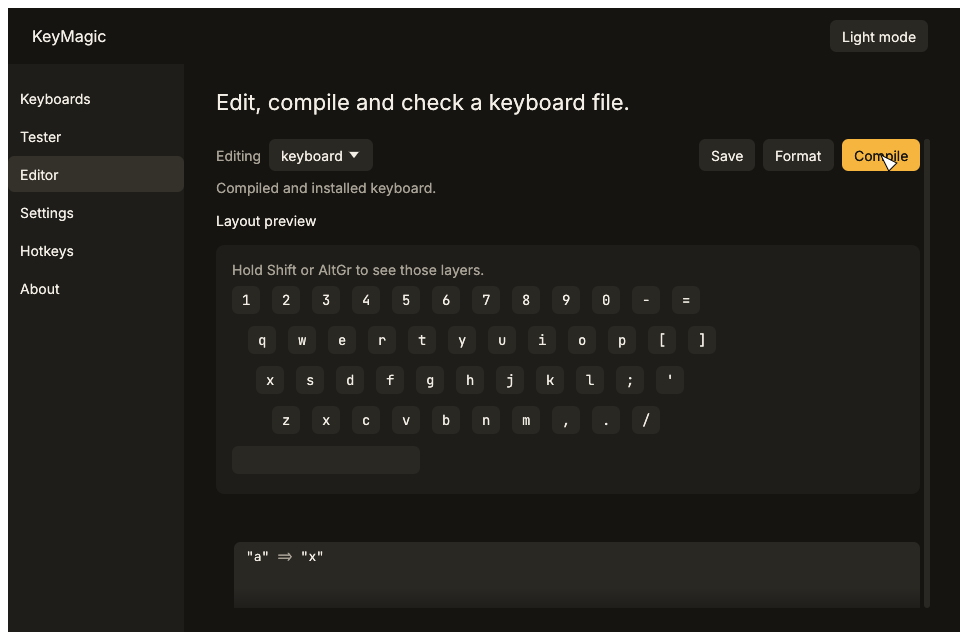 KeyMagic
Light mode
Keyboards
Tester
Editor
Settings
Hotkeys
About
Edit, compile and check a keyboard file.
Editing keyboard
Save Format Compile
Compiled and installed keyboard.
Layout preview
Hold Shift or AltGr to see those layers.
1 2 3 4 5 6 7 8 9 0 - =
q w e r t y u i o p [ ]
x s d f g h j k l ; '
z x c v b n m , . /
"a" => "x"